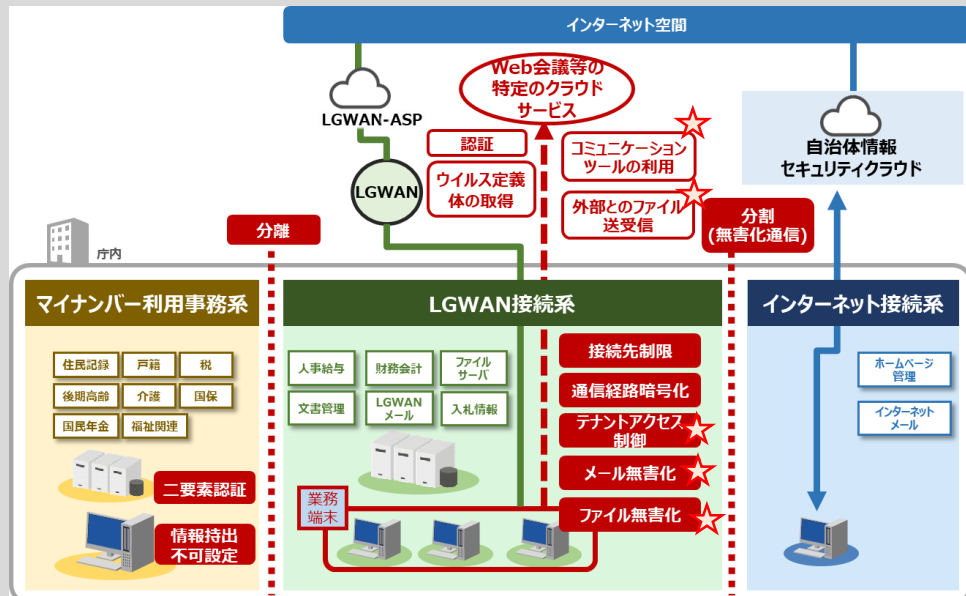 インターネット空間
Web会議等の
特定のクラウド
サービス
LGWAN-ASP
認証
コミュニケーション
ツールの利用
自治体情報
セキュリティクラウド
LGWAN
ウイルス定義
体の取得
外部とのファイル
送受信
分割
(無害化通信)
分離
庁内
マイナンバー利用事務系
LGWAN接続系
インターネット接続系
住民記録
戸籍
税
後期高齢
介護
国保
国民年金
福祉関連
二要素認証
情報持出
不可設定
人事給与
財務会計
ファイル
サーバ
文書管理
LGWAN
メール
入札情報
接続先制限
通信経路暗号化
テナントアクセス
制御
メール無害化
ファイル無害化
業務
端末
ホームページ
管理
インターネット
メール